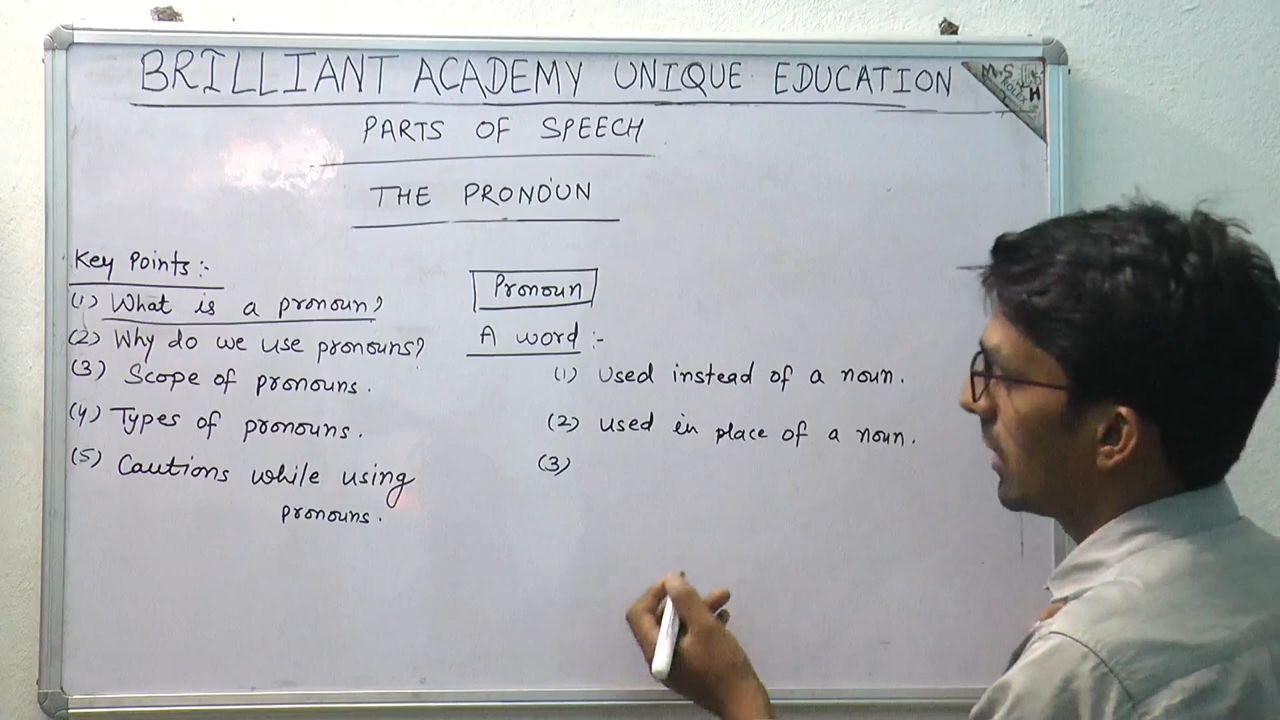 BRILLIANT ACADEMY UNIQUE EDUCATION
M.S
ROLEX
H
PARTS OF SPEECH
THE PRONOUN
Key Points:-
(1) What is a pronoun?
(2) Why do we use pronouns?
(3) Scope of pronouns.
(4) Types of pronouns.
(5) Cautions while using
pronouns.
Pronoun
A word :-
(1) Used instead of a noun.
(2) used in place of a noun.
(3)